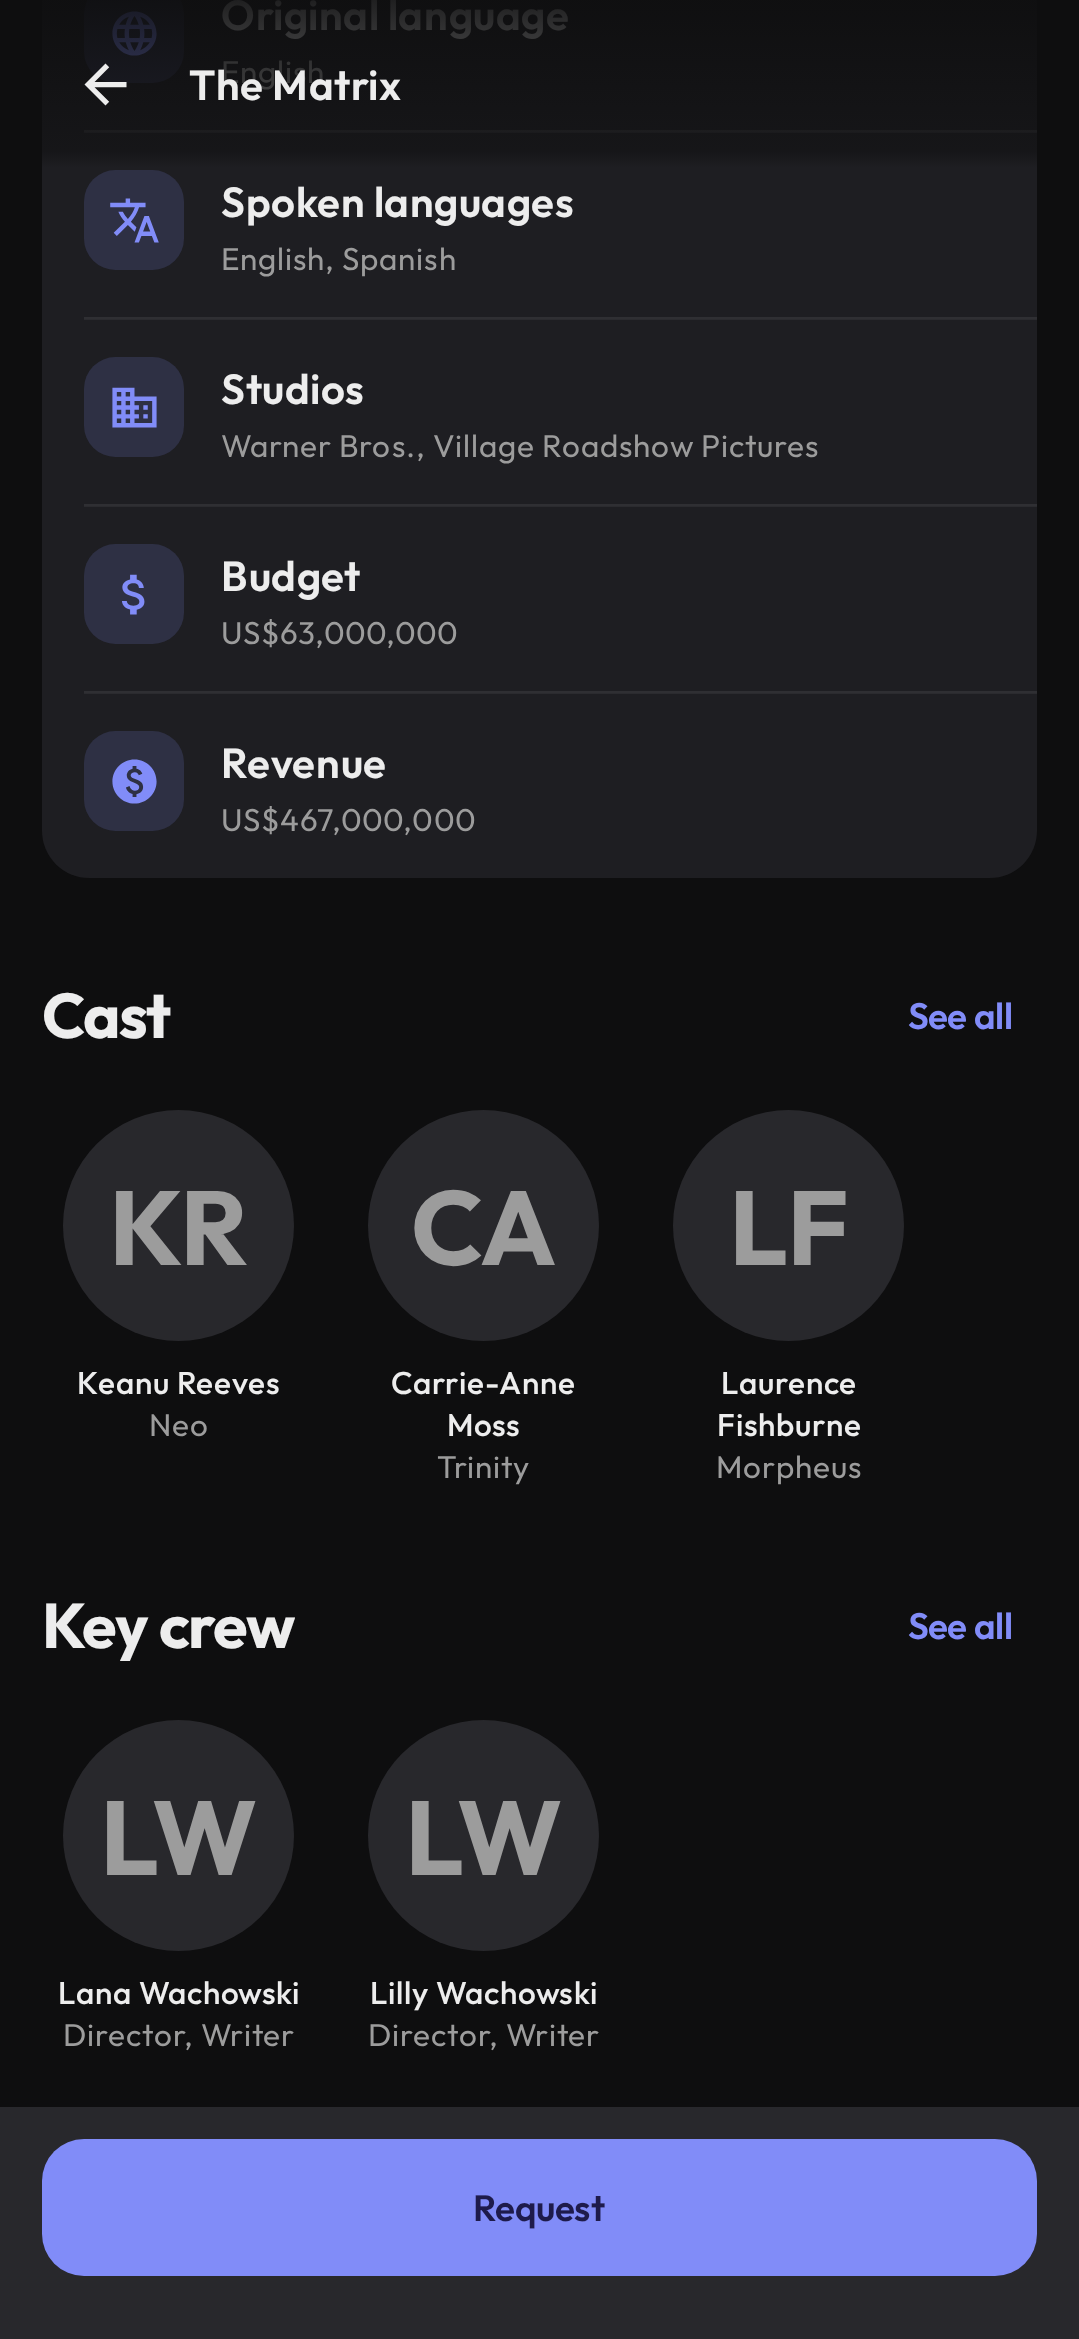 Original language
English
The Matrix
Spoken languages
English, Spanish
Studios
Warner Bros., Village Roadshow Pictures
Budget
US$63,000,000
Revenue
US$467,000,000
Cast
See all
KR
CA
LF
Keanu Reeves
Neo
Carrie-Anne
Moss
Trinity
Laurence
Fishburne
Morpheus
Key crew
See all
LW
LW
Lana Wachowski
Director, Writer
Lilly Wachowski
Director, Writer
Request